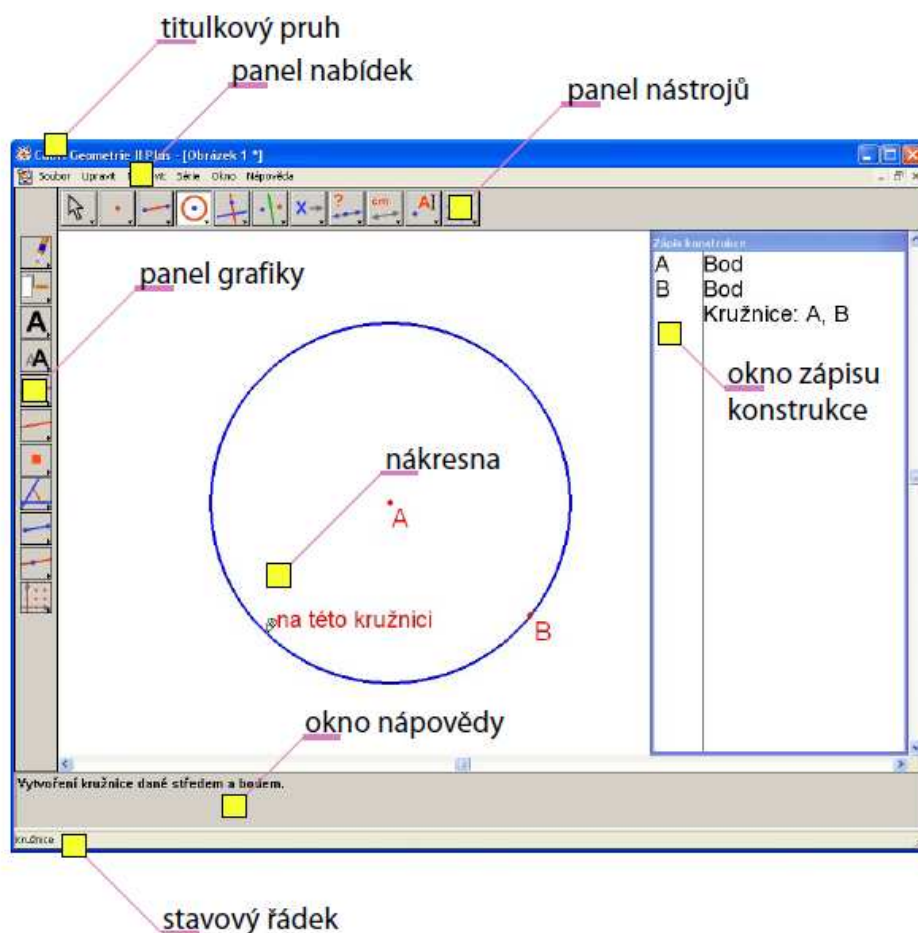 titulkový pruh
panel nabídek
panel nástrojů
Geometrie II Plus - [Obrázek 1 *]
Soubor Upravit Série Okno Nápověda
? cm A
Zápis konstrukce
A Bod
B Bod
Kružnice: A, B
panel grafiky
A
AA
okno zápisu
konstrukce
nákresna
A
na této kružnici
B
okno nápovědy
Vytvoření kružnice dané středem a bodem.
Kružnice
stavový řádek